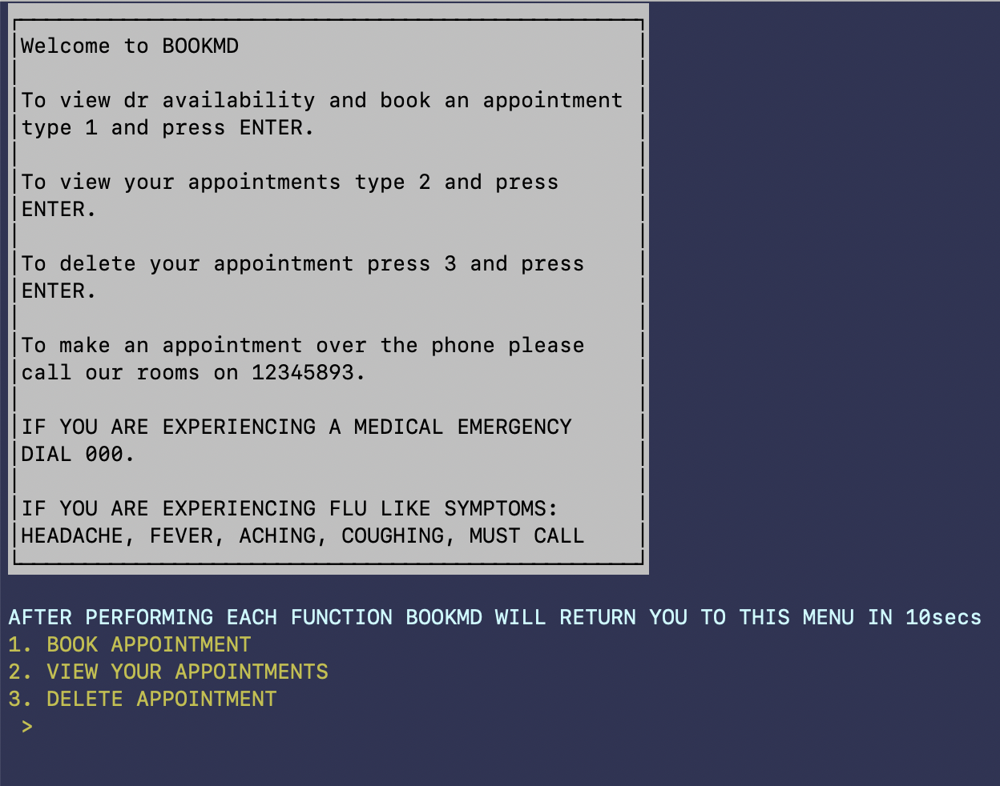 Welcome to BOOKMD
To view dr availability and book an appointment
type 1 and press ENTER.
To view your appointments type 2 and press
ENTER.
To delete your appointment press 3 and press
ENTER.
To make an appointment over the phone please
call our rooms on 12345893.
IF YOU ARE EXPERIENCING A MEDICAL EMERGENCY
DIAL 000.
IF YOU ARE EXPERIENCING FLU LIKE SYMPTOMS:
HEADACHE, FEVER, ACHING, COUGHING, MUST CALL
AFTER PERFORMING EACH FUNCTION BOOKMD WILL RETURN YOU TO THIS MENU IN 10secs
1. BOOK APPOINTMENT
2. VIEW YOUR APPOINTMENTS
3. DELETE APPOINTMENT
>